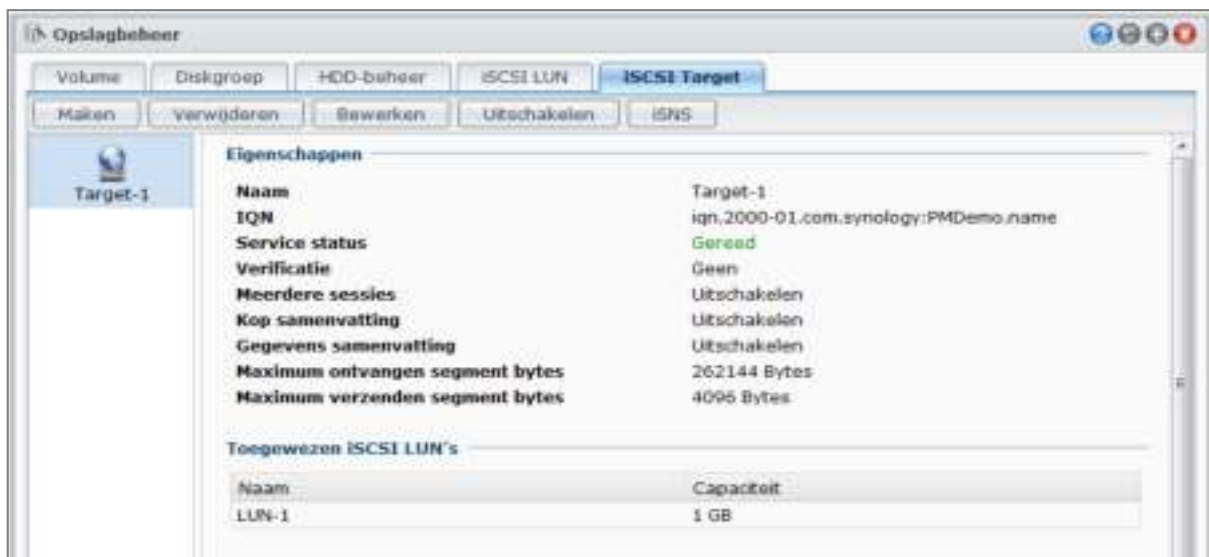 Opslagbeheer
Volume Diskgroep HDD-beheer iSCSI LUN iSCSI Target
Maken Verwijderen Bewerken Uitschakelen iSNS
Target-1
Eigenschappen
Naam Target-1
IQN iqn.2000-01.com.synology:PMDemo.name
Service status Gereed
Verificatie Geen
Meerdere sessies Uitschakelen
Kop samenvatting Uitschakelen
Gegevens samenvatting Uitschakelen
Maximum ontvangen segment bytes 262144 Bytes
Maximum verzenden segment bytes 4096 Bytes
Toegewezen iSCSI LUN's
Naam Capaciteit
LUN-1 1 GB